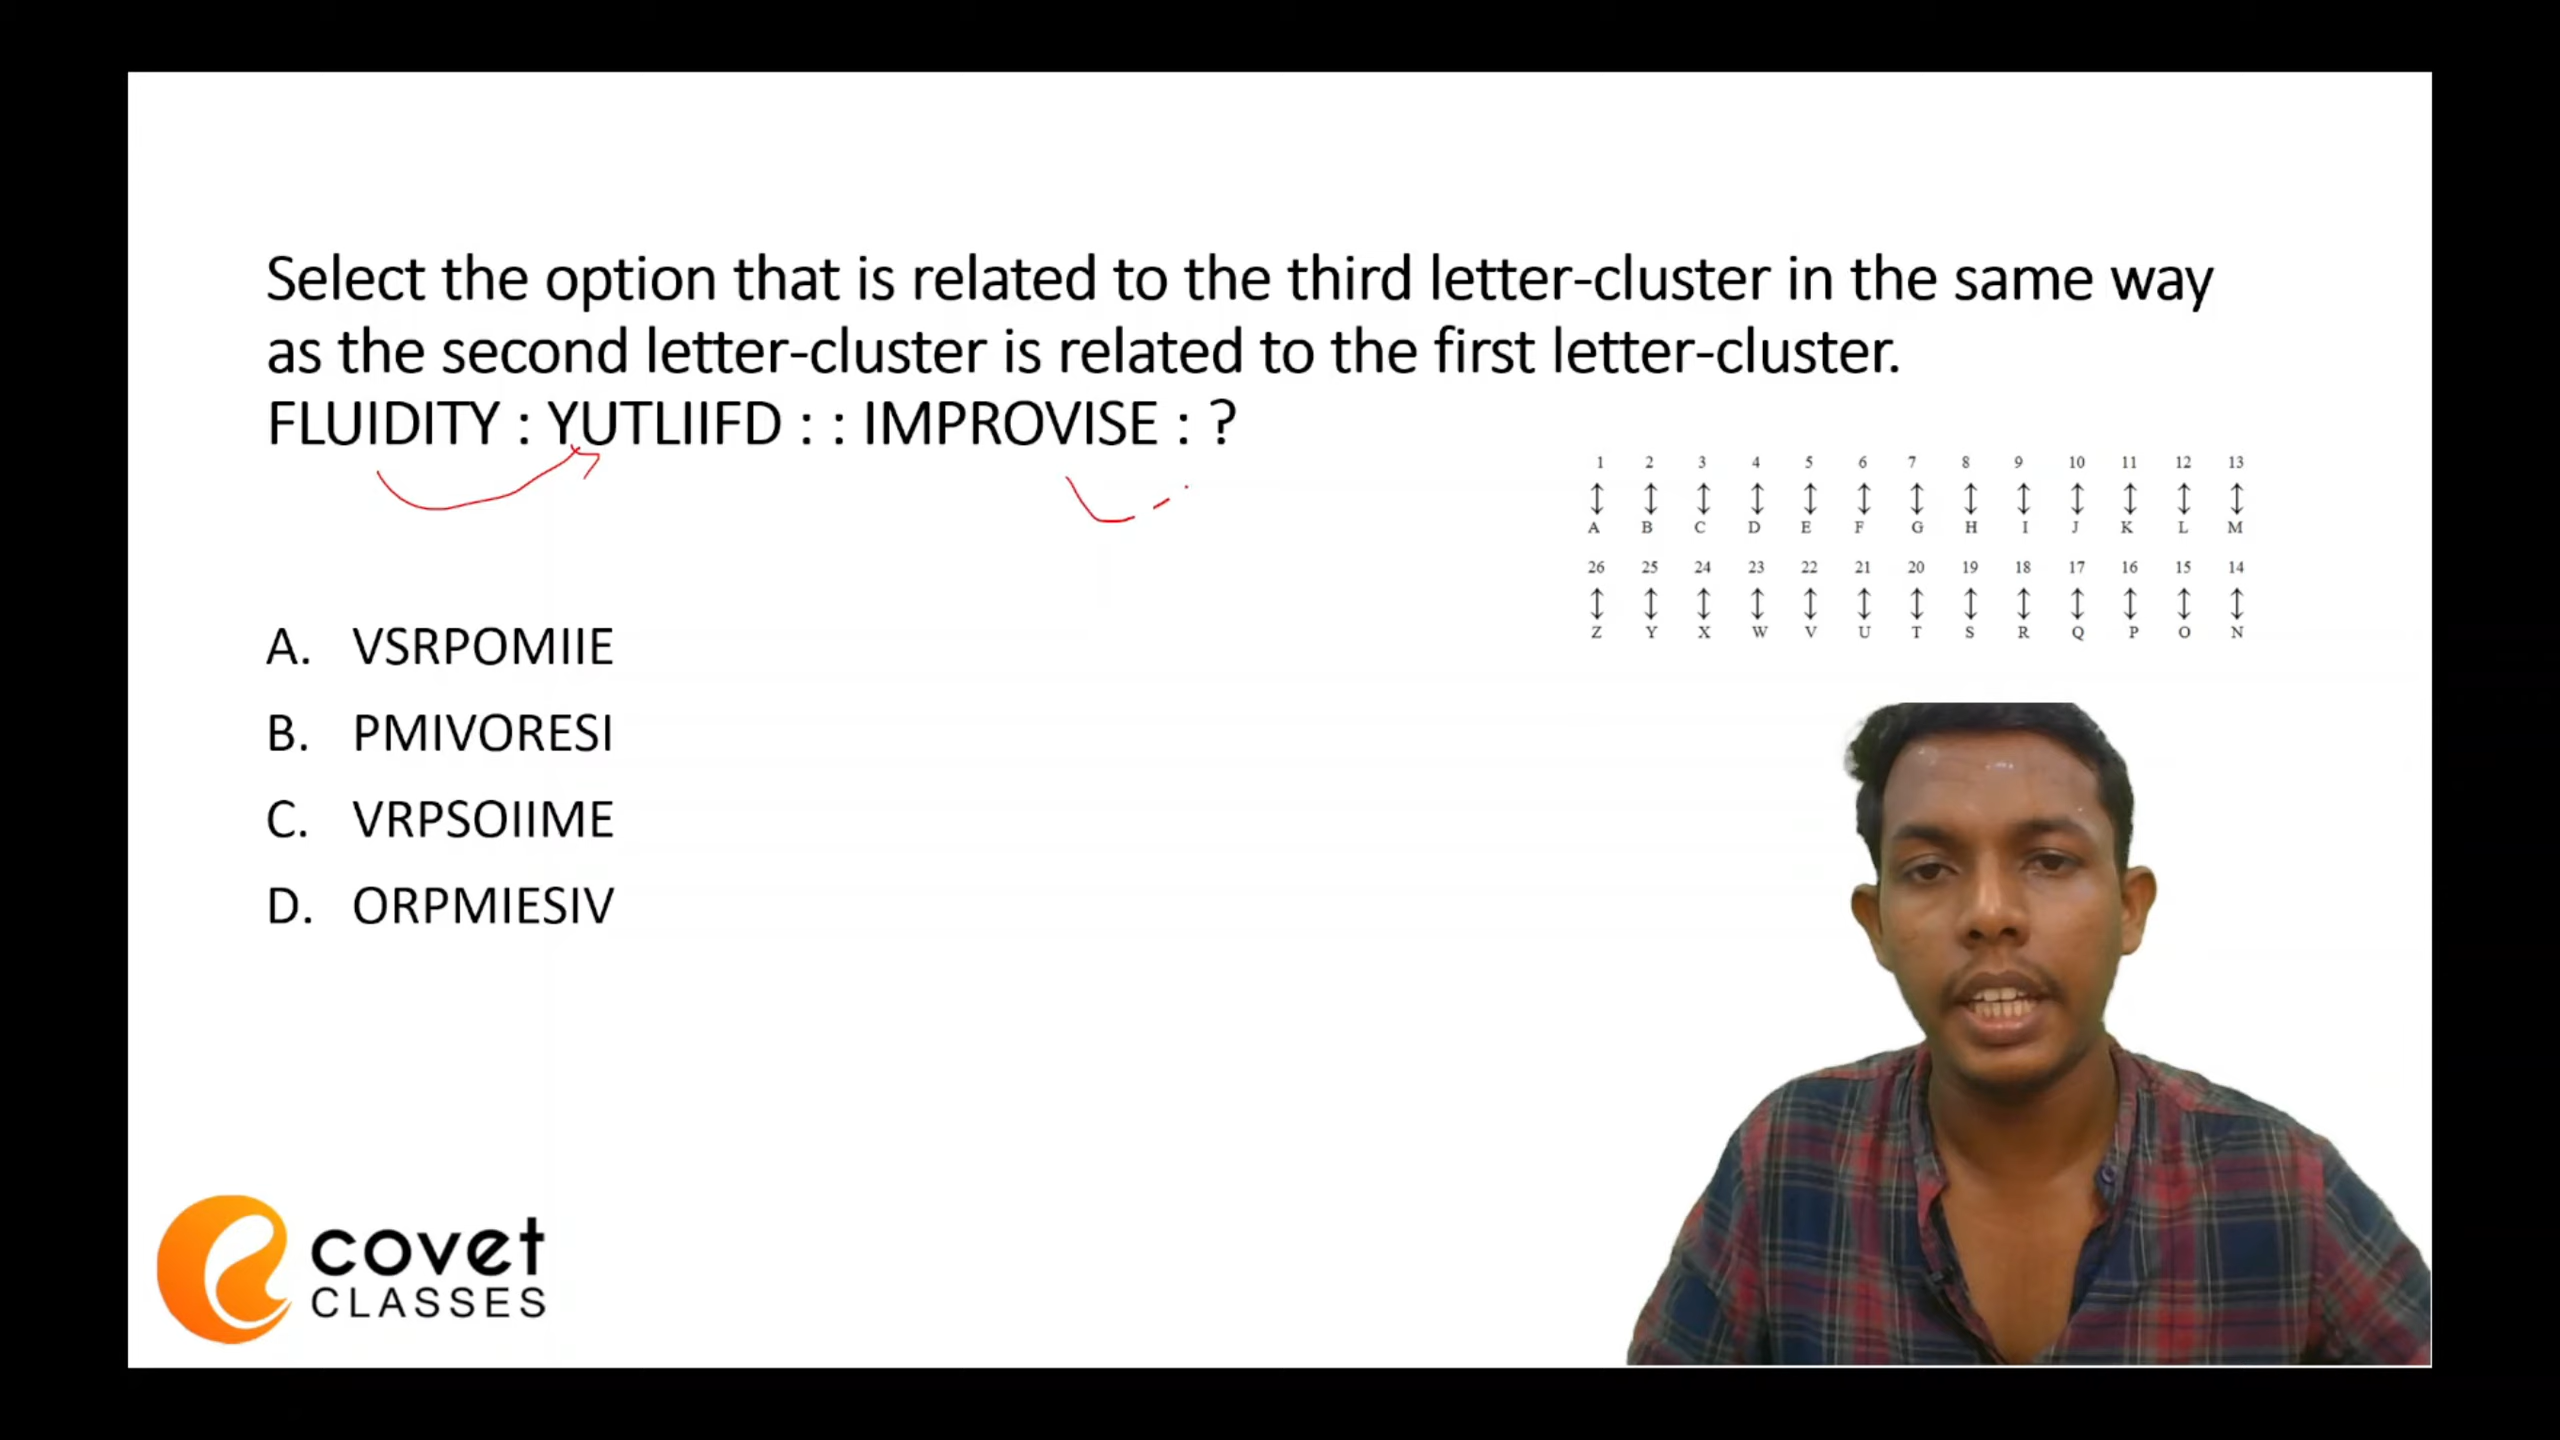 Select the option that is related to the third letter-cluster in the same way
as the second letter-cluster is related to the first letter-cluster.
FLUIDITY : YUTLIIFD : : IMPROVISE : ?
1 2 3 4 5 6 7 8 9 10 11 12 13
A B C D E F G H I J K L M
26 25 24 23 22 21 20 19 18 17 16 15 14
Z Y X W V U T S R Q P O N
A. VSRPOMIIE
B. PMIVORESI
C. VRPSOIIME
D. ORPMIESIV
covet
CLASSES